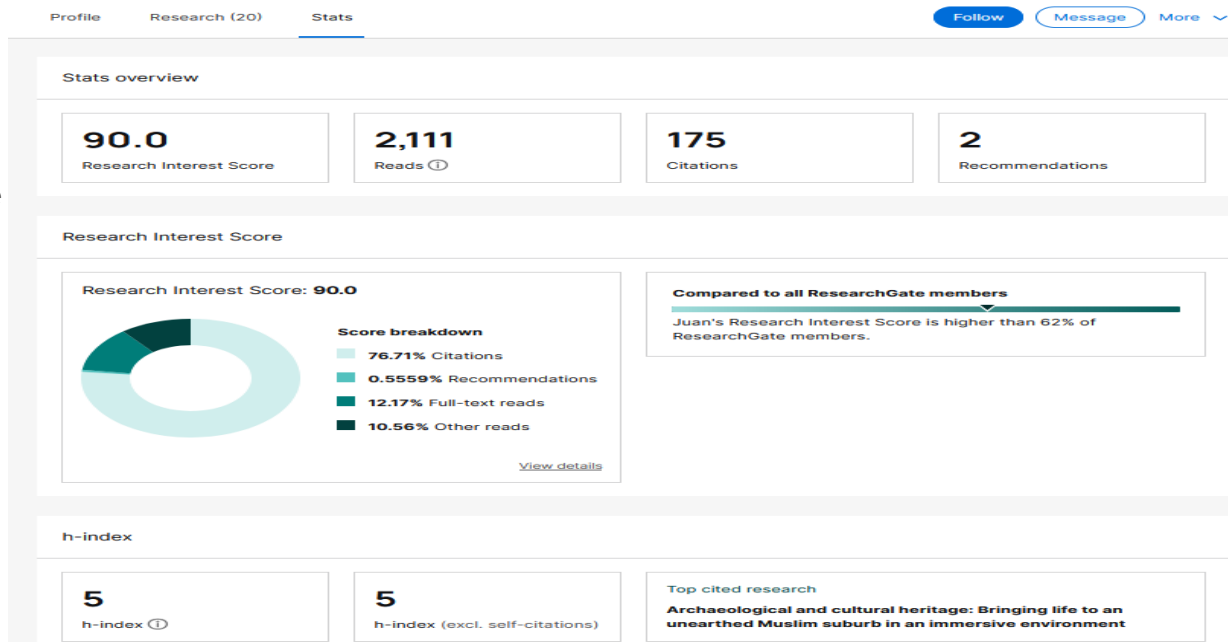 Profile Research (20) Stats Follow Message More
Stats overview
90.0 2,111 175 2
Research Interest Score Reads Citations Recommendations
Research Interest Score
Research Interest Score: 90.0
Score breakdown
76.71% Citations
0.5559% Recommendations
12.17% Full-text reads
10.56% Other reads
View details
Compared to all ResearchGate members
Juan's Research Interest Score is higher than 62% of
ResearchGate members.
h-index
5
h-index
5
h-index (excl. self-citations)
Top cited research
Archaeological and cultural heritage: Bringing life to an
unearthed Muslim suburb in an immersive environment